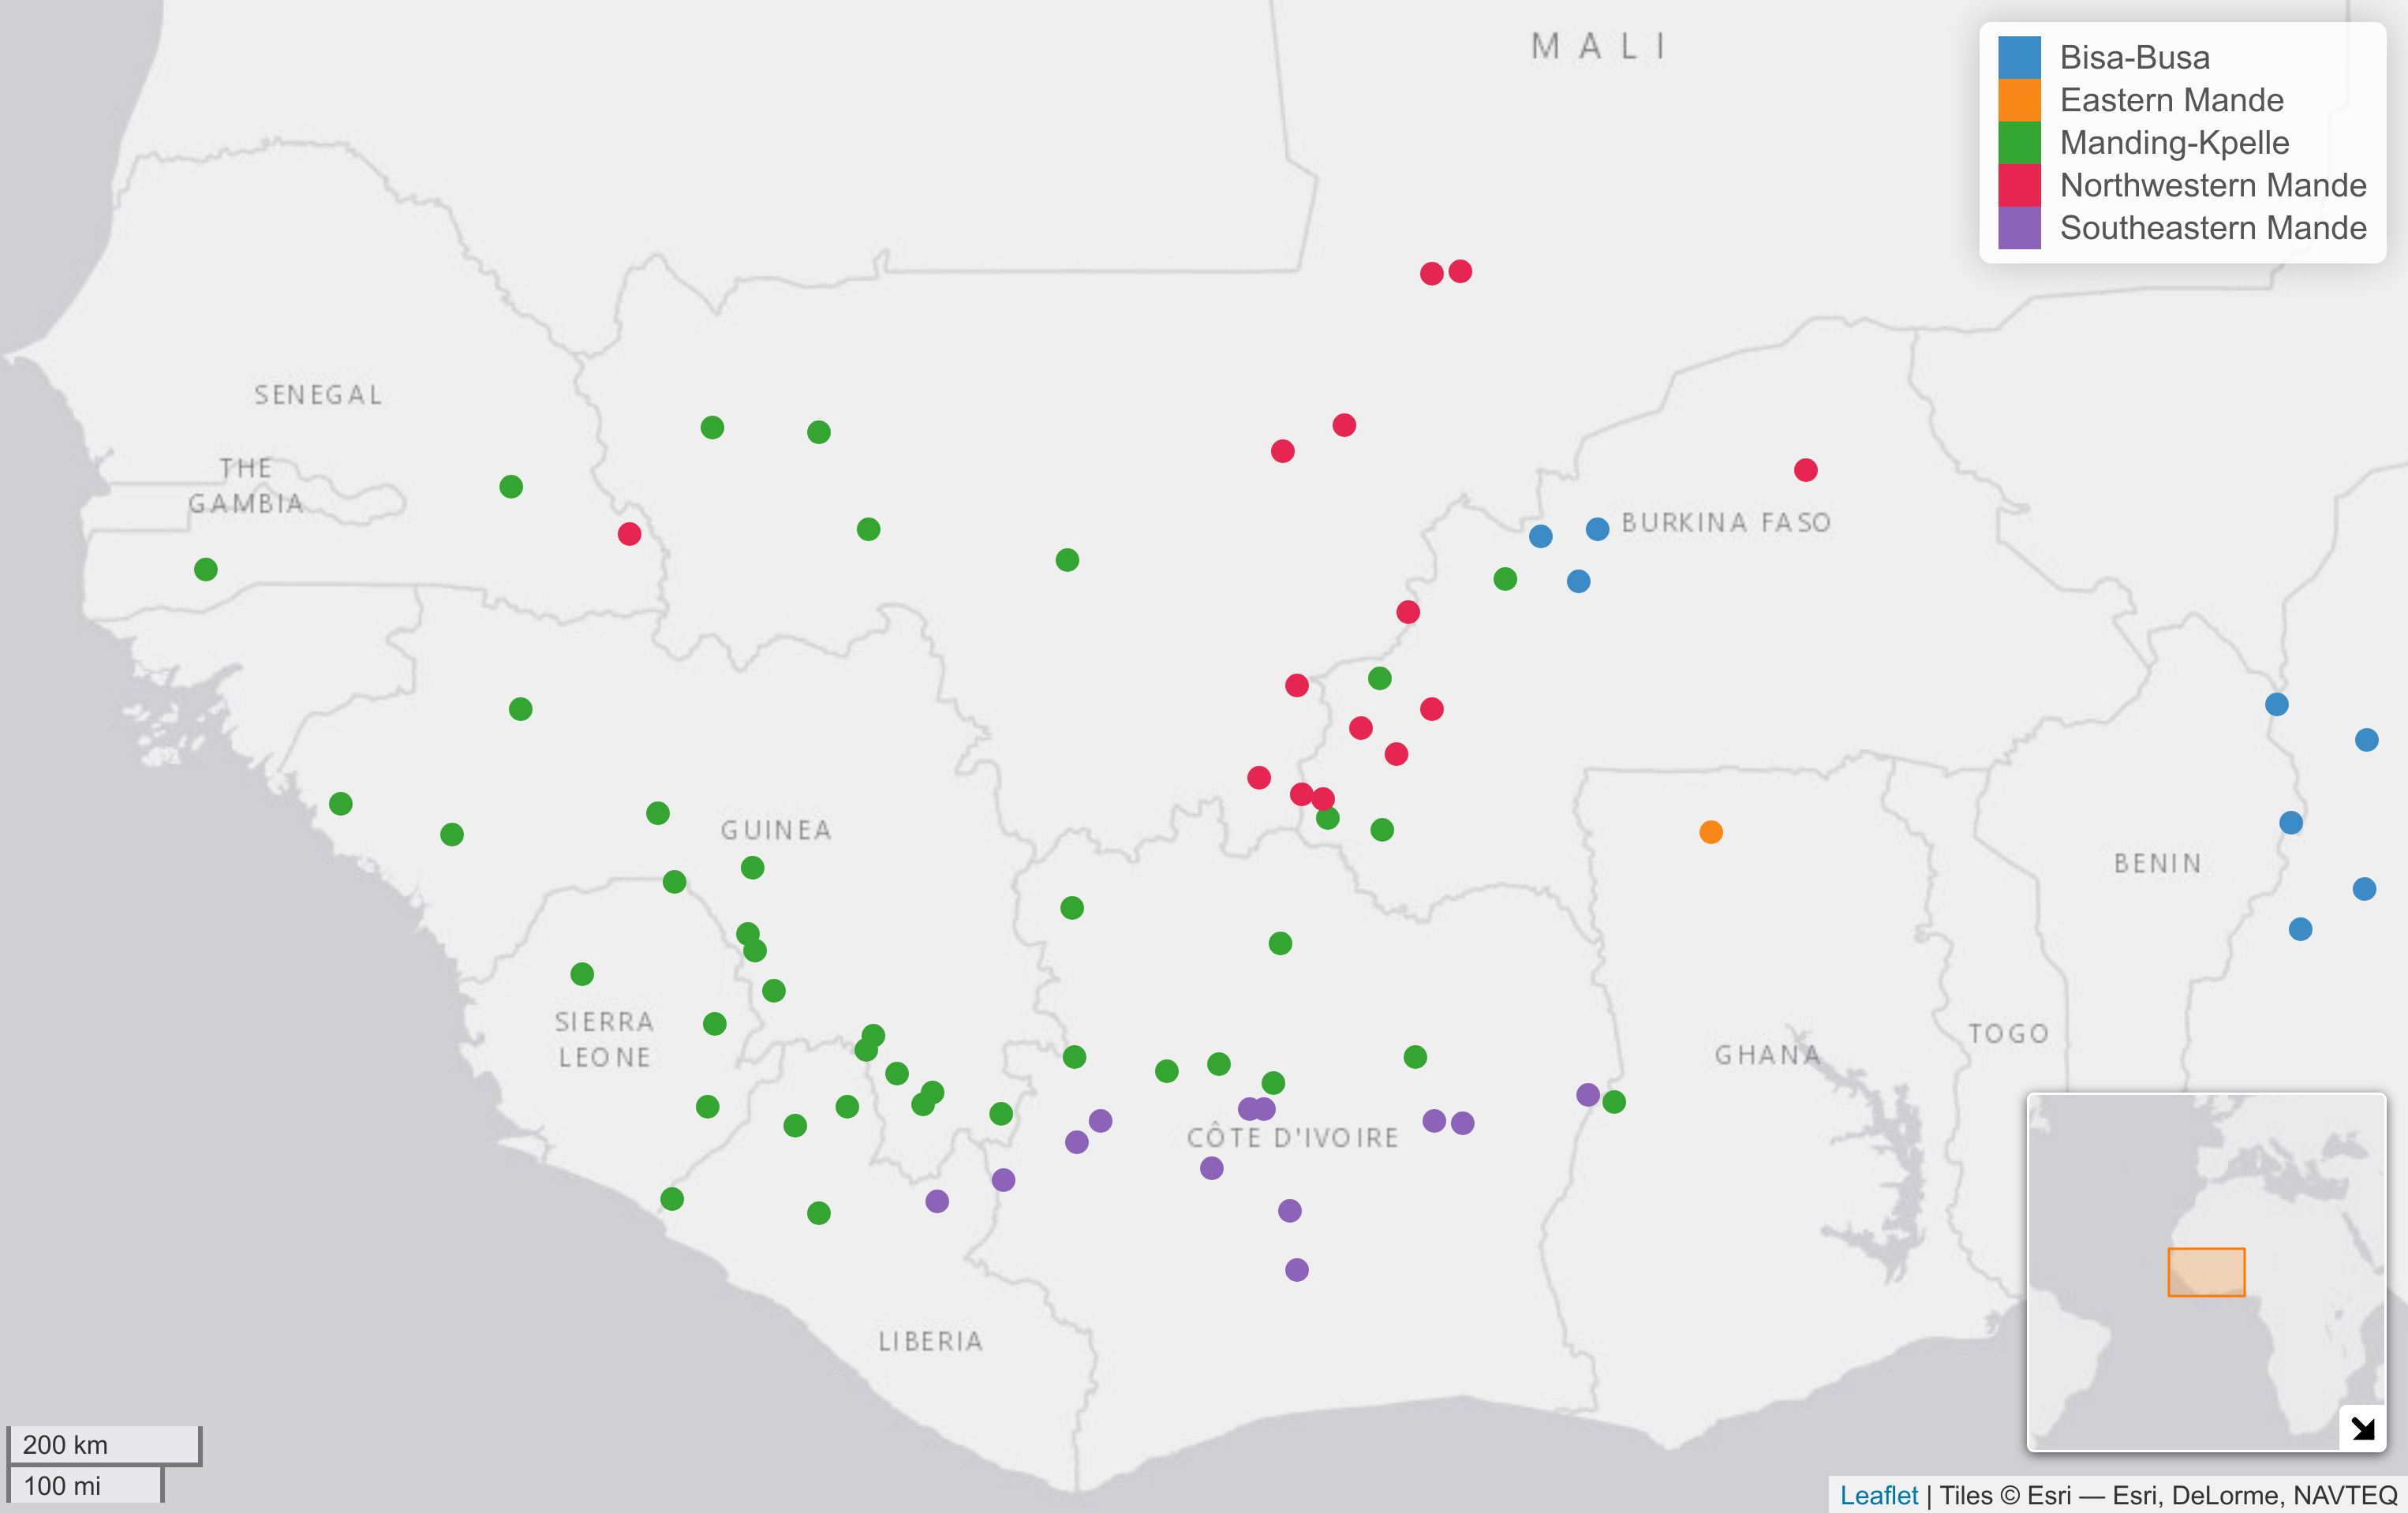 MALI
Bisa-Busa
Eastern Mande
Manding-Kpelle
Northwestern Mande
Southeastern Mande
SENEGAL
THE
GAMBIA
BURKINA FASO
GUINEA
BENIN
SIERRA
LEONE
TOGO
GHANA
CÔTE D'IVOIRE
LIBERIA
200 km
100 mi
Leaflet | Tiles © Esri — Esri, DeLorme, NAVTEQ